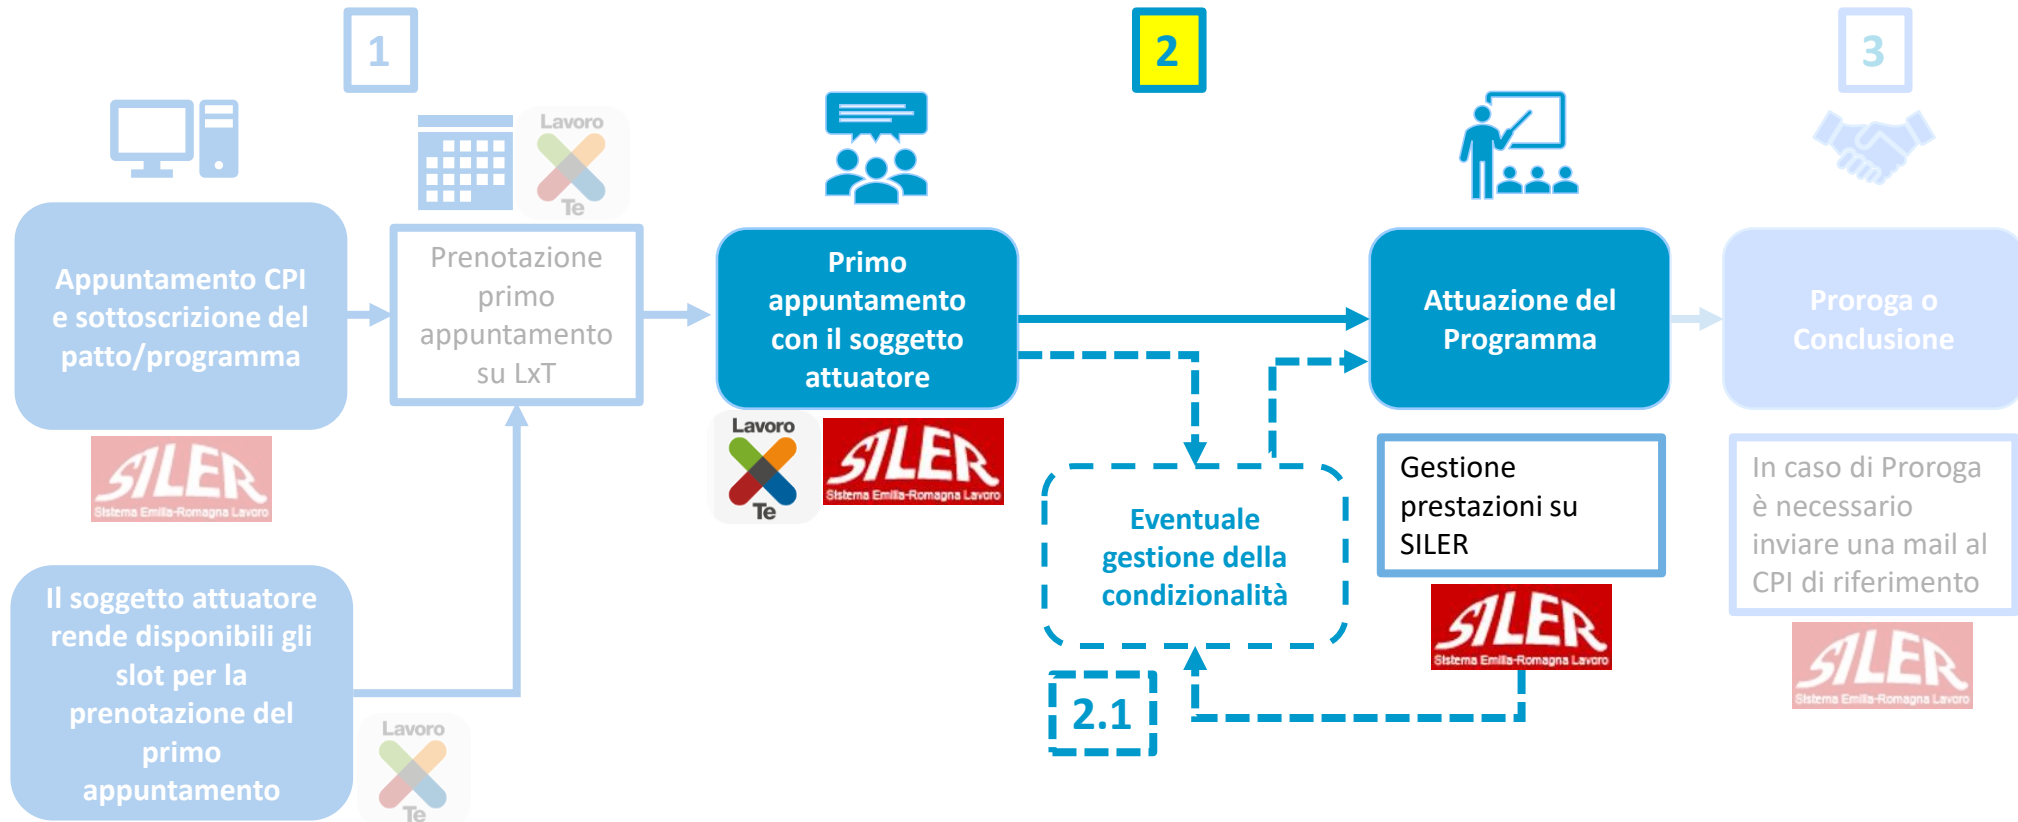 1
2
3
Lavoro
Te
Appuntamento CPI
e sottoscrizione del
patto/programma
SILER
Sistema Emilia-Romagna Lavoro
Prenotazione
primo
appuntamento
su LxT
Il soggetto attuatore
rende disponibili gli
slot per la
prenotazione del
primo
appuntamento
Lavoro
Te
Primo
appuntamento
con il soggetto
attuatore
Lavoro
Te
SILER
Sistema Emilia-Romagna Lavoro
Eventuale
gestione della
condizionalità
2.1
Attuazione del
Programma
Gestione
prestazioni su
SILER
SILER
Sistema Emilia-Romagna Lavoro
Proroga o
Conclusione
In caso di Proroga
è necessario
inviare una mail al
CPI di riferimento
SILER
Sistema Emilia-Romagna Lavoro